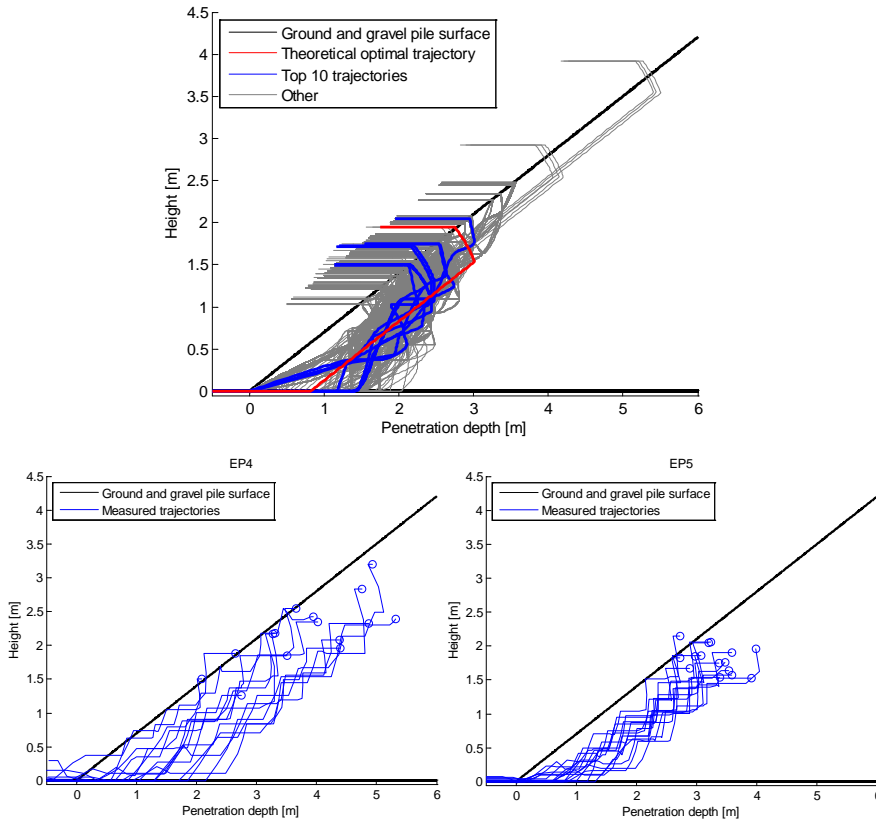 4.5
Ground and gravel pile surface
Theoretical optimal trajectory
Top 10 trajectories
Other
4
3.5
3
2.5
2
1.5
1
0.5
0
Height [m]
0 1 2 3 4 5 6
Penetration depth [m]
EP4
4.5
Ground and gravel pile surface
Measured trajectories
4
3.5
3
2.5
2
1.5
1
0.5
0
Height [m]
0 1 2 3 4 5 6
Penetration depth [m]
EP5
4.5
Ground and gravel pile surface
Measured trajectories
4
3.5
3
2.5
2
1.5
1
0.5
0
Height [m]
0 1 2 3 4 5 6
Penetration depth [m]